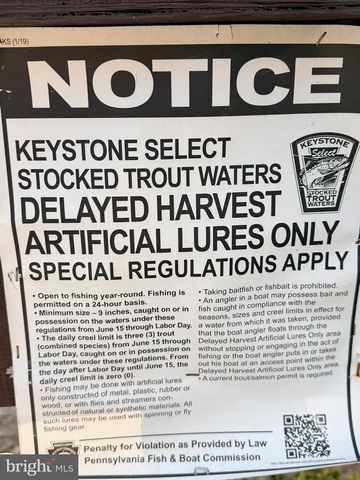 AKS (1/19)
NOTICE
KEYSTONE SELECT
STOCKED TROUT WATERS
DELAYED HARVEST
ARTIFICIAL LURES ONLY
SPECIAL REGULATIONS APPLY
KEYSTONE
Select
STOCKED
TROUT
WATERS
• Open to fishing year-round. Fishing is
permitted on a 24-hour basis.
• Minimum size – 9 inches, caught on or in
possession on the waters under these
regulations from June 15 through Labor Day.
• The daily creel limit is three (3) trout
(combined species) from June 15 through
Labor Day, caught on or in possession on
the waters under these regulations. From
the day after Labor Day until June 15, the
daily creel limit is zero (0).
• Fishing may be done with artificial lures
only constructed of metal, plastic, rubber or
wood, or with flies and streamers con-
structed of natural or synthetic materials. All
such lures may be used with spinning or fly
fishing gear.
• Taking baitfish or fishbait is prohibited.
• An angler in a boat may possess bait and
fish caught in compliance with the
seasons, sizes and creel limits in effect for
a water from which it was taken, provided
that the boat angler floats through the
Delayed Harvest Artificial Lures Only area
without stopping or engaging in the act of
fishing or the boat angler puts in or takes
out his boat at an access point within the
Delayed Harvest Artificial Lures Only area.
• A current trout/salmon permit is required.
Penalty for Violation as Provided by Law
Pennsylvania Fish & Boat Commission
bright MLS